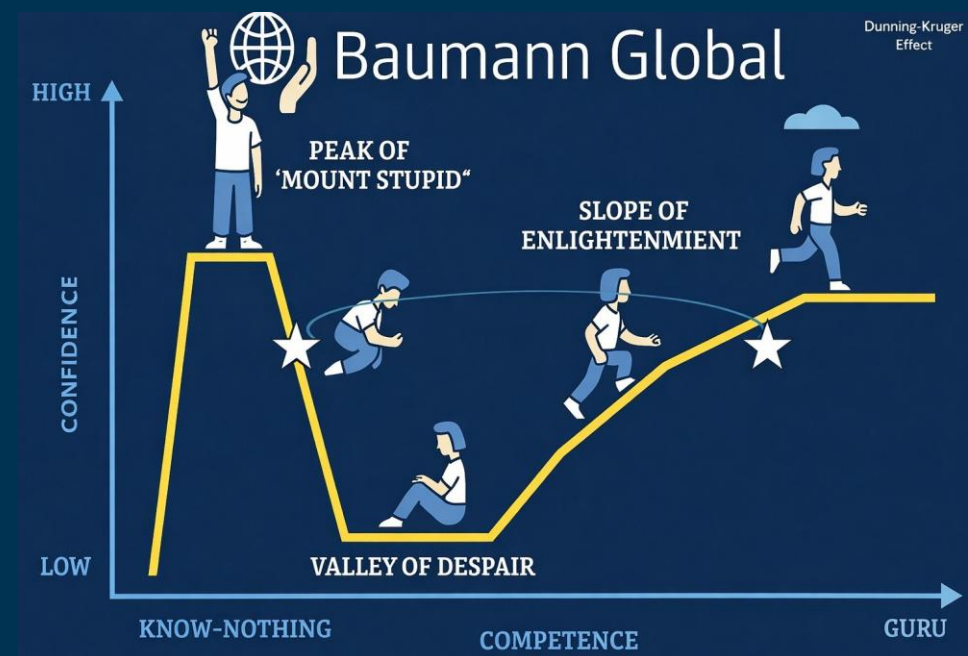 Baumann Global
Dunning-Kruger
Effect
HIGH
PEAK OF
‘MOUNT STUPID“
SLOPE OF
ENLIGHTENMIENT
CONFIDENCE
LOW
VALLEY OF DESPAIR
KNOW-NOTHING
COMPETENCE
GURU